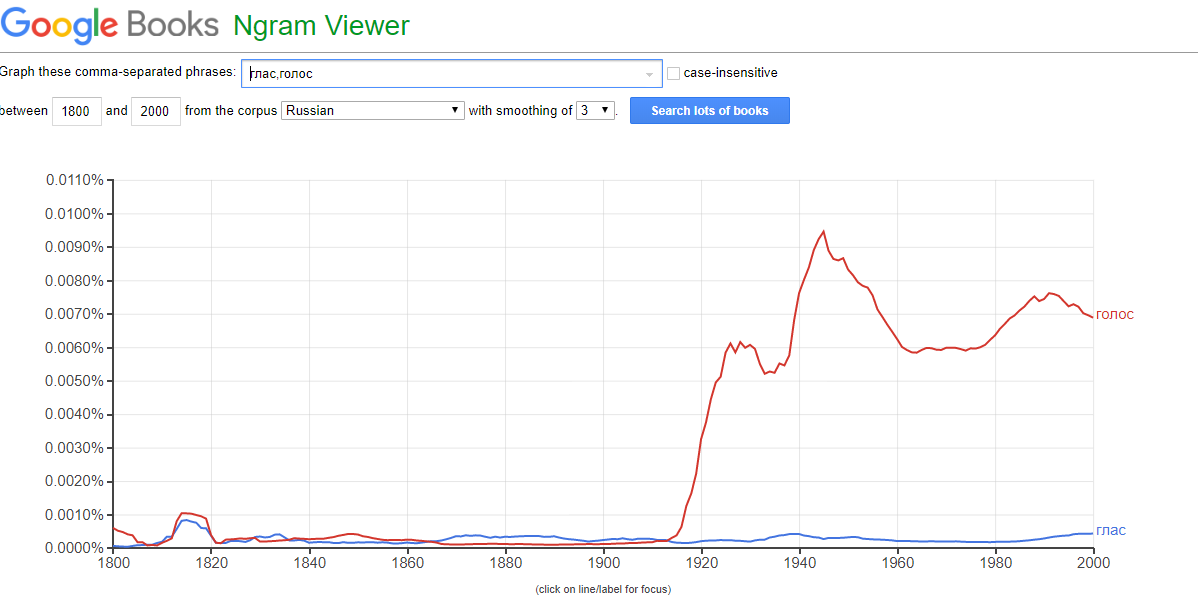 Google Books Ngram Viewer
Graph these comma-separated phrases: глас,голос case-insensitive
between 1800 and 2000 from the corpus Russian with smoothing of 3 . Search lots of books
0.0110%
0.0100%
0.0090%
0.0080%
0.0070%
голос
0.0060%
0.0050%
0.0040%
0.0030%
0.0020%
0.0010%
глас
0.0000%
1800 1820 1840 1860 1880 1900 1920 1940 1960 1980 2000
(click on line/label for focus)